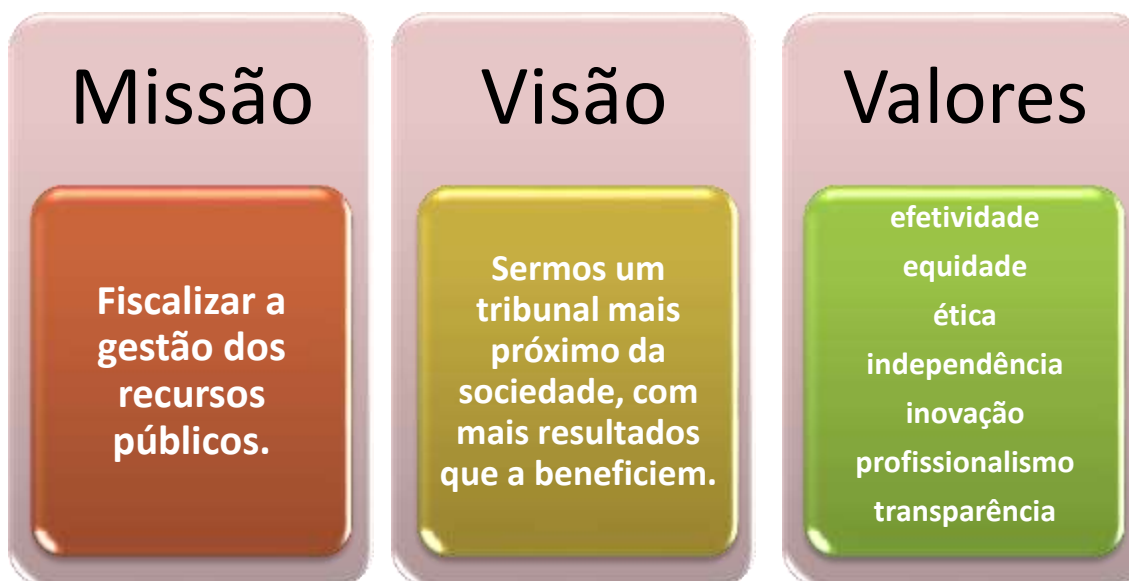 Missão
Fiscalizar a
gestão dos
recursos
públicos.
Visão
Sermos um
tribunal mais
próximo da
sociedade, com
mais resultados
que a beneficiem.
Valores
efetividade
equidade
ética
independência
inovação
profissionalismo
transparência